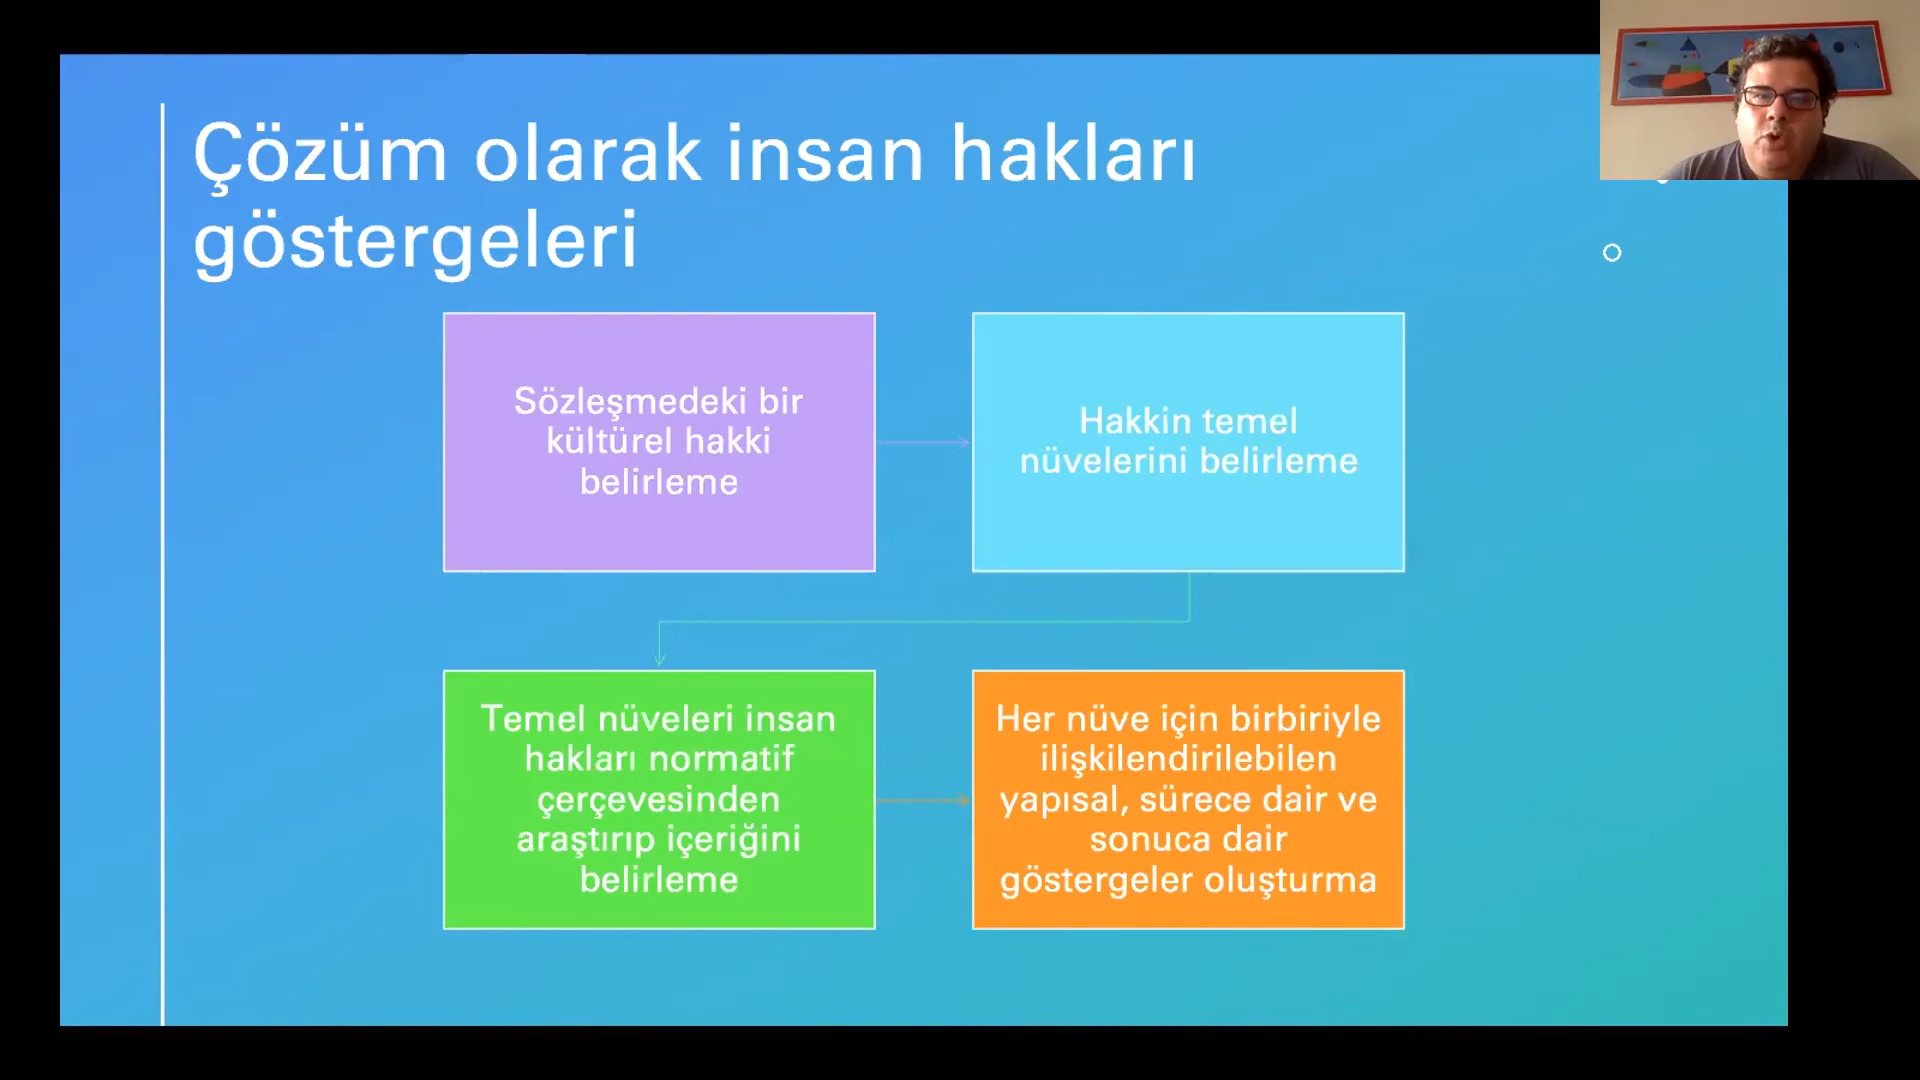 Çözüm olarak insan hakları
göstergeleri
Sözleşmedeki bir
kültürel hakki
belirleme
Hakkin temel
nüvelerini belirleme
Temel nüveleri insan
hakları normatif
çerçevesinden
araştırıp içeriğini
belirleme
Her nüve için birbiriyle
ilişkilendirilebilen
yapısal, sürece dair ve
sonuca dair
göstergeler oluşturma